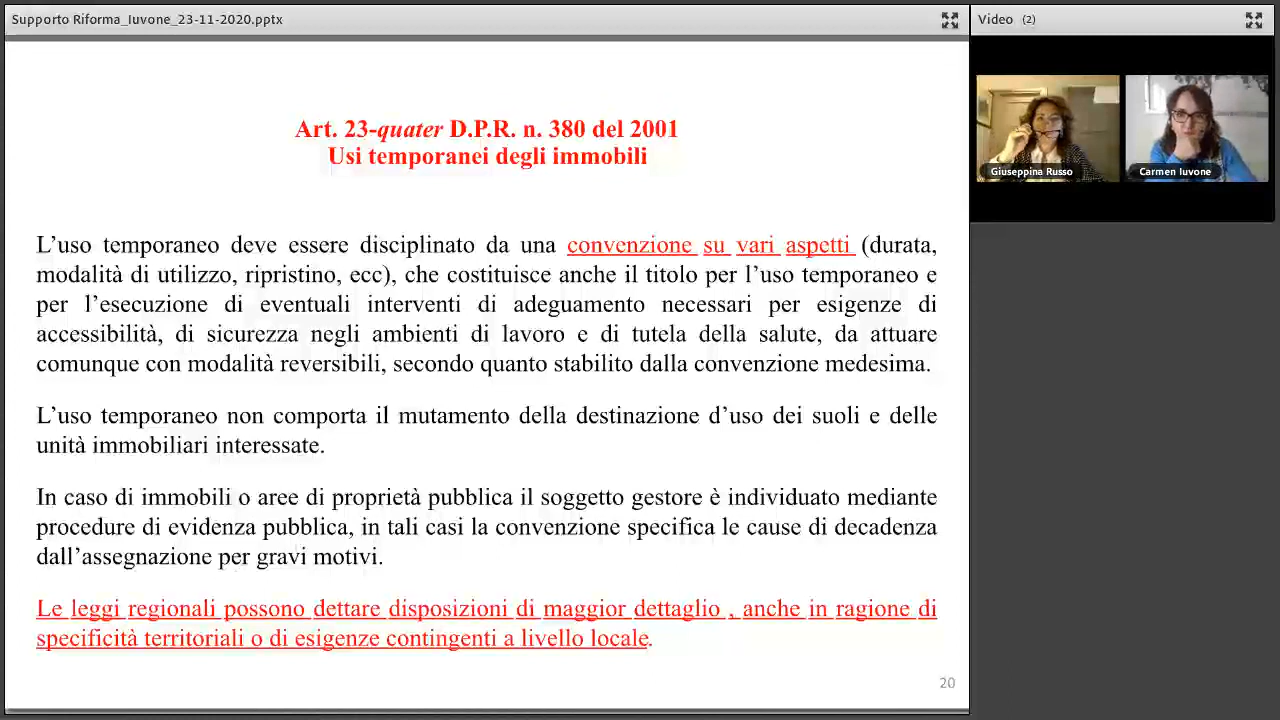 Supporto Riforma_Iuvone_23-11-2020.pptx
Video (2)
Giuseppina Russo
Carmen Iuvone
Art. 23-quater D.P.R. n. 380 del 2001
Usi temporanei degli immobili
L’uso temporaneo deve essere disciplinato da una convenzione su vari aspetti (durata,
modalità di utilizzo, ripristino, ecc), che costituisce anche il titolo per l’uso temporaneo e
per l’esecuzione di eventuali interventi di adeguamento necessari per esigenze di
accessibilità, di sicurezza negli ambienti di lavoro e di tutela della salute, da attuare
comunque con modalità reversibili, secondo quanto stabilito dalla convenzione medesima.
L’uso temporaneo non comporta il mutamento della destinazione d’uso dei suoli e delle
unità immobiliari interessate.
In caso di immobili o aree di proprietà pubblica il soggetto gestore è individuato mediante
procedure di evidenza pubblica, in tali casi la convenzione specifica le cause di decadenza
dall’assegnazione per gravi motivi.
Le leggi regionali possono dettare disposizioni di maggior dettaglio , anche in ragione di
specificità territoriali o di esigenze contingenti a livello locale.
20